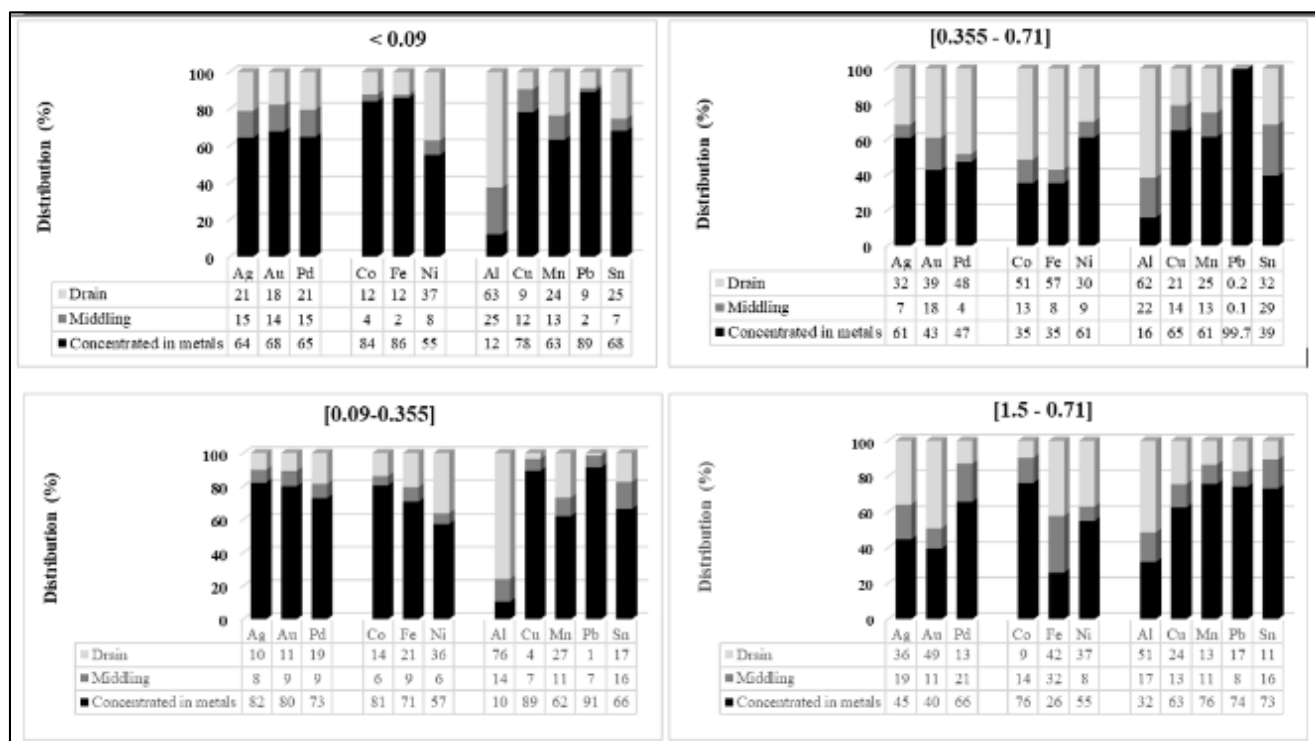 < 0.09
Distribution (%)
100
80
60
40
20
0
Ag Au Pd Co Fe Ni Al Cu Mn Pb Sn
Drain 21 18 21 12 12 37 63 9 24 9 25
Middling 15 14 15 4 2 8 25 12 13 2 7
Concentrated in metals 64 68 65 84 86 55 12 78 63 89 68
[0.355 - 0.71]
Distribution (%)
100
80
60
40
20
0
Ag Au Pd Co Fe Ni Al Cu Mn Pb Sn
Drain 32 39 48 51 57 30 62 21 25 0.2 32
Middling 7 18 4 13 8 9 22 14 13 0.1 29
Concentrated in metals 61 43 47 35 35 61 16 65 61 99.7 39
[0.09-0.355]
Distribution (%)
100
80
60
40
20
0
Ag Au Pd Co Fe Ni Al Cu Mn Pb Sn
Drain 10 11 19 14 21 36 76 4 27 1 17
Middling 8 9 9 6 9 6 14 7 11 7 16
Concentrated in metals 82 80 73 81 71 57 10 89 62 91 66
[1.5 - 0.71]
Distribution (%)
100
80
60
40
20
0
Ag Au Pd Co Fe Ni Al Cu Mn Pb Sn
Drain 36 49 13 9 42 37 51 24 13 17 11
Middling 19 11 21 14 32 8 17 13 11 8 16
Concentrated in metals 45 40 66 76 26 55 32 63 76 74 73